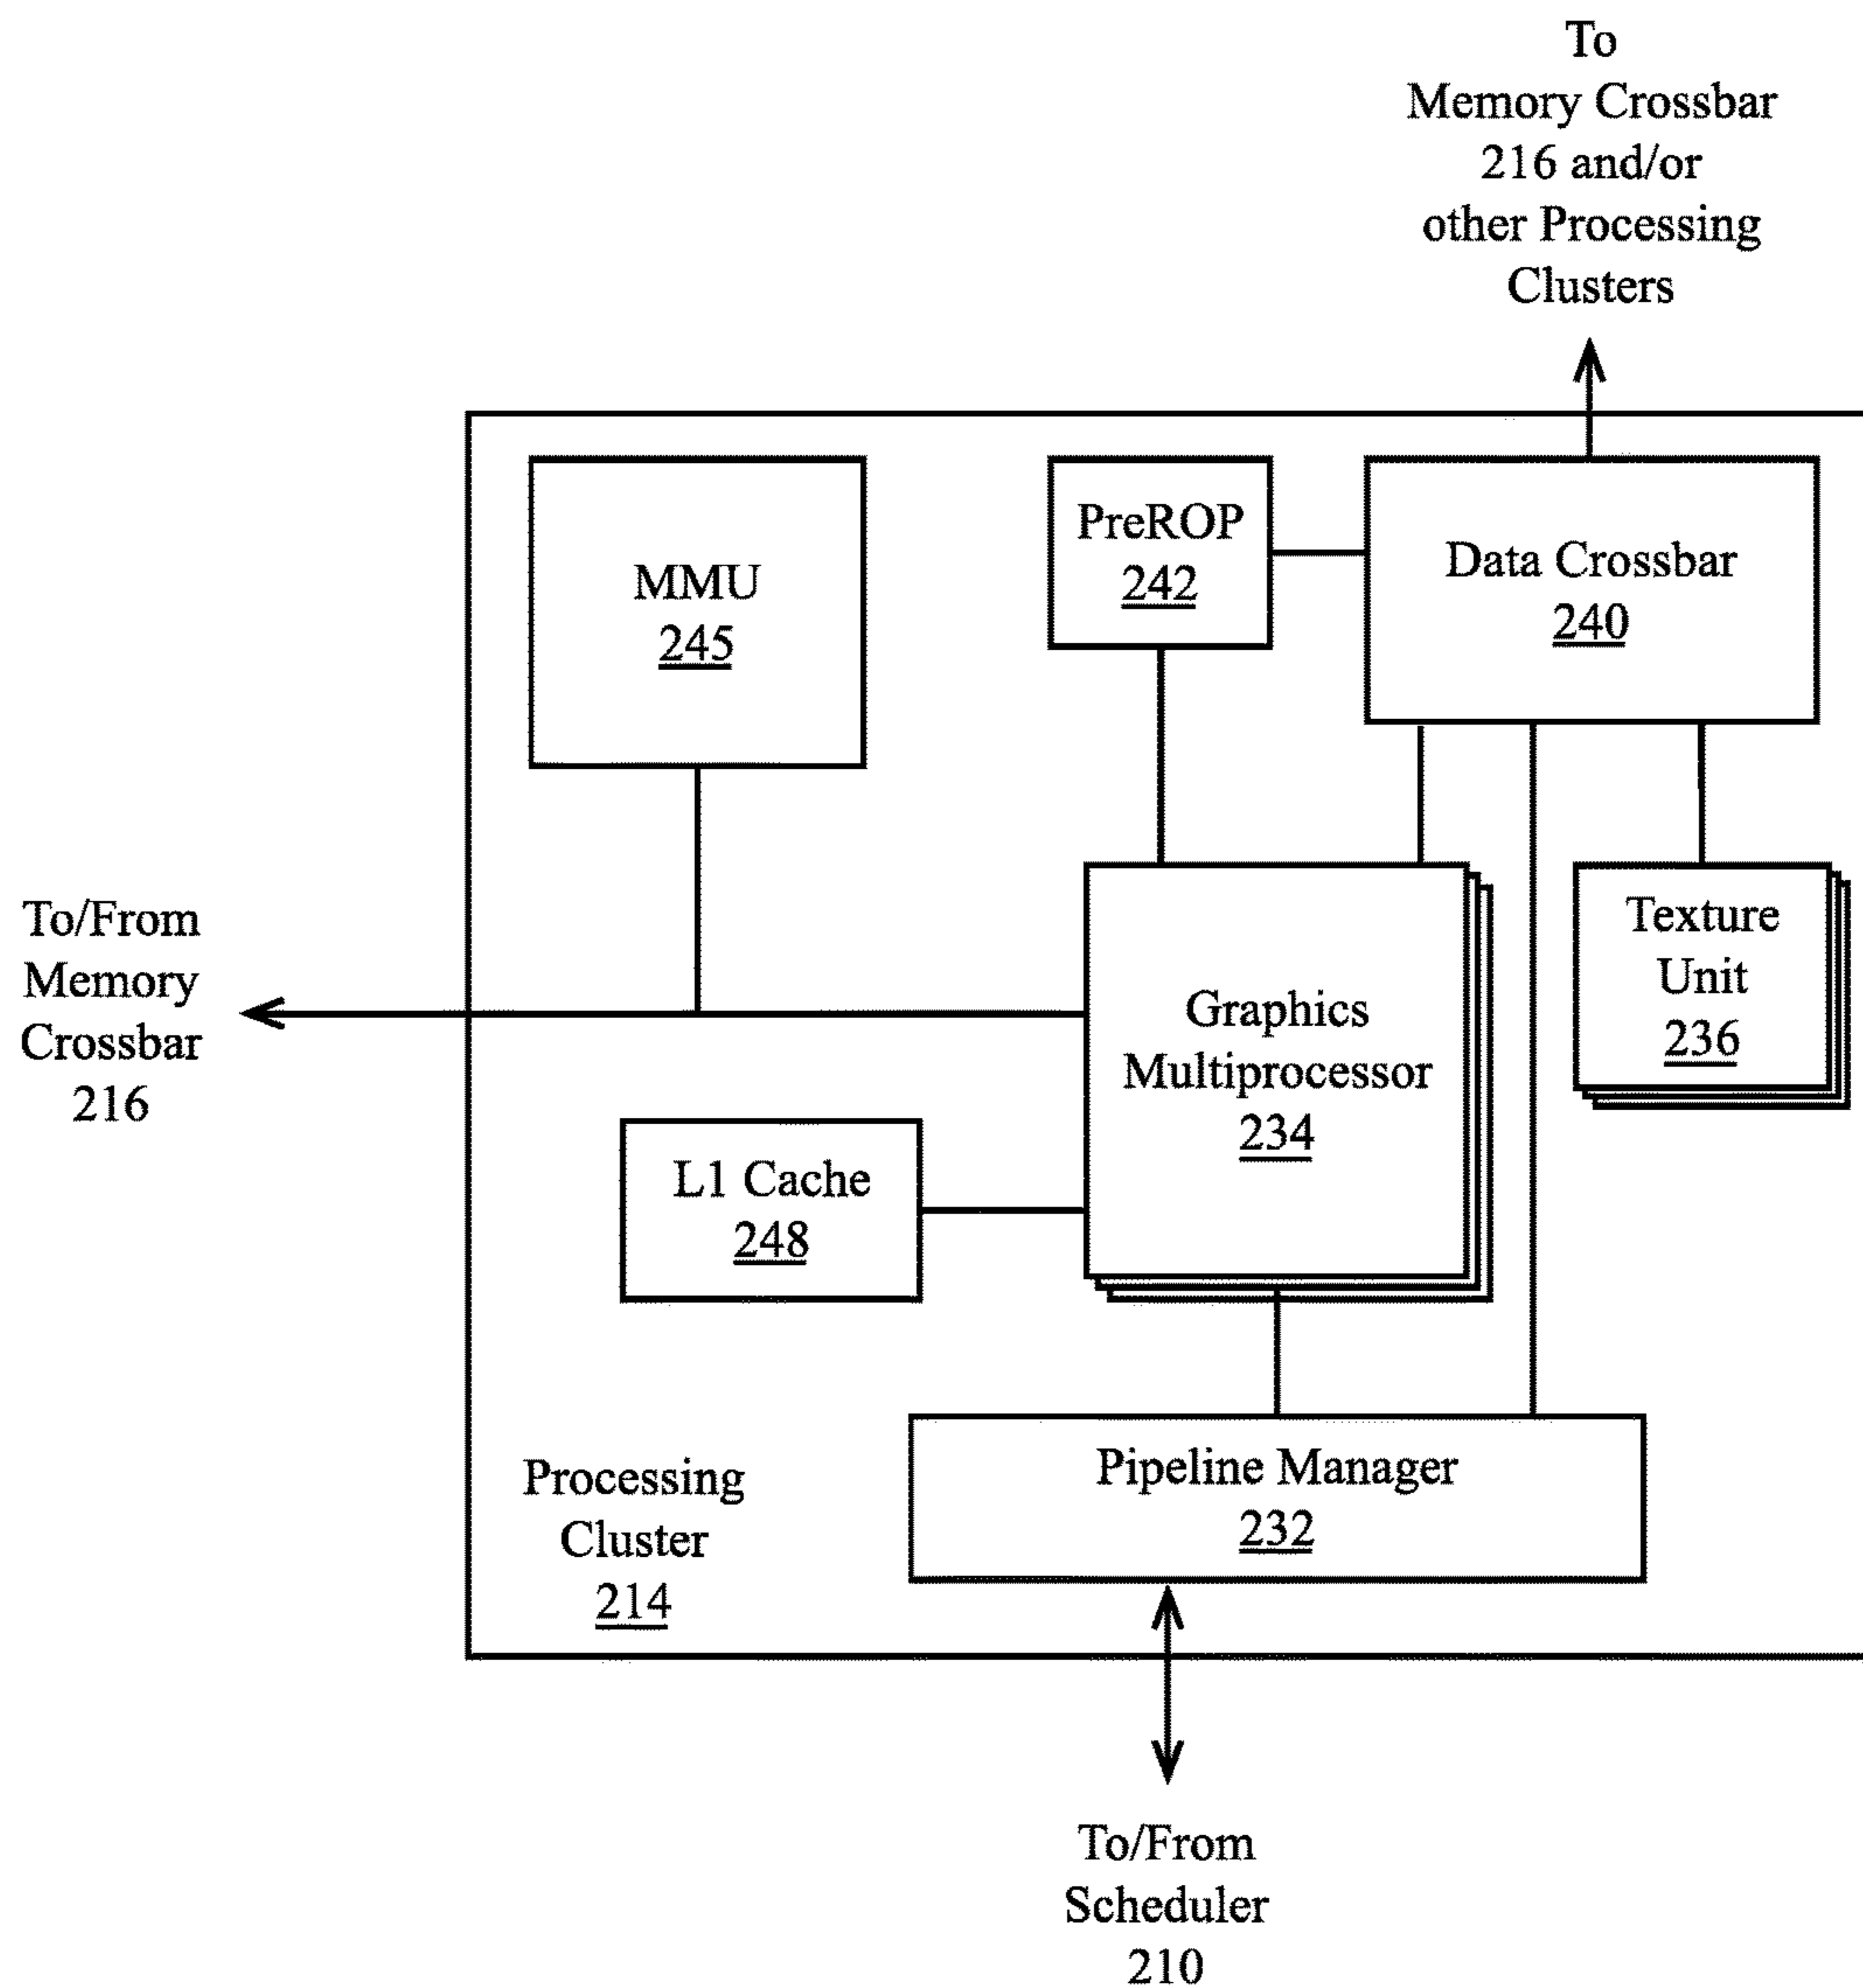 To
Memory Crossbar
216 and/or
other Processing
Clusters
MMU
245
PreROP
242
Data Crossbar
240
To/From
Memory
Crossbar
216
Graphics
Multiprocessor
234
Texture
Unit
236
L1 Cache
248
Pipeline Manager
232
Processing
Cluster
214
To/From
Scheduler
210